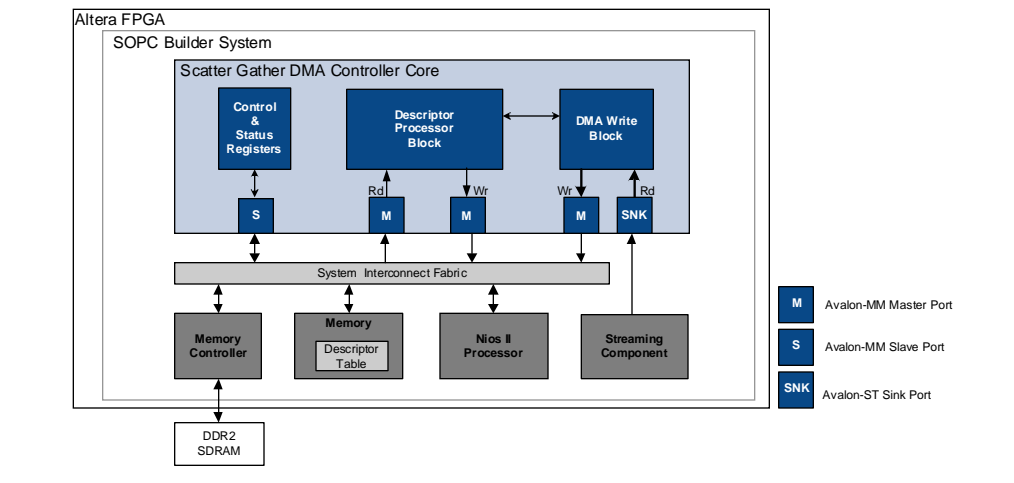 Altera FPGA
SOPC Builder System
Scatter Gather DMA Controller Core
Control
&
Status
Registers
Descriptor
Processor
Block
DMA Write
Block
Rd
Wr
Wr
Rd
S
M
M
M
SNK
System Interconnect Fabric
Memory
Controller
Memory
Descriptor
Table
Nios II
Processor
Streaming
Component
DDR2
SDRAM
M
Avalon-MM Master Port
S
Avalon-MM Slave Port
SNK
Avalon-ST Sink Port